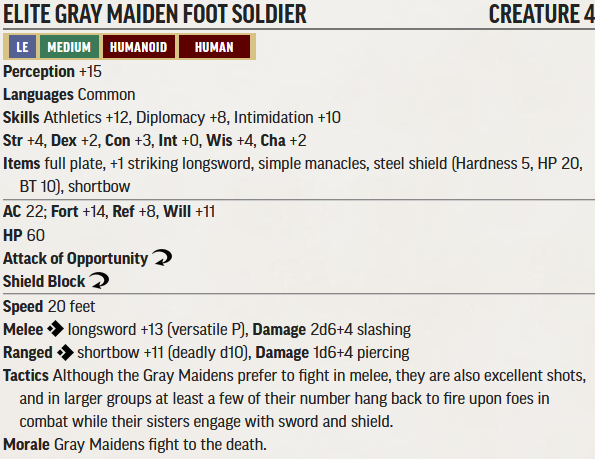 ELITE GRAY MAIDEN FOOT SOLDIER CREATURE 4
LE MEDIUM HUMANOID HUMAN
Perception +15
Languages Common
Skills Athletics +12, Diplomacy +8, Intimidation +10
Str +4, Dex +2, Con +3, Int +0, Wis +4, Cha +2
Items full plate, +1 striking longsword, simple manacles, steel shield (Hardness 5, HP 20,
BT 10), shortbow
AC 22; Fort +14, Ref +8, Will +11
HP 60
Attack of Opportunity
Shield Block
Speed 20 feet
Melee longsword +13 (versatile P), Damage 2d6+4 slashing
Ranged shortbow +11 (deadly d10), Damage 1d6+4 piercing
Tactics Although the Gray Maidens prefer to fight in melee, they are also excellent shots,
and in larger groups at least a few of their number hang back to fire upon foes in
combat while their sisters engage with sword and shield.
Morale Gray Maidens fight to the death.